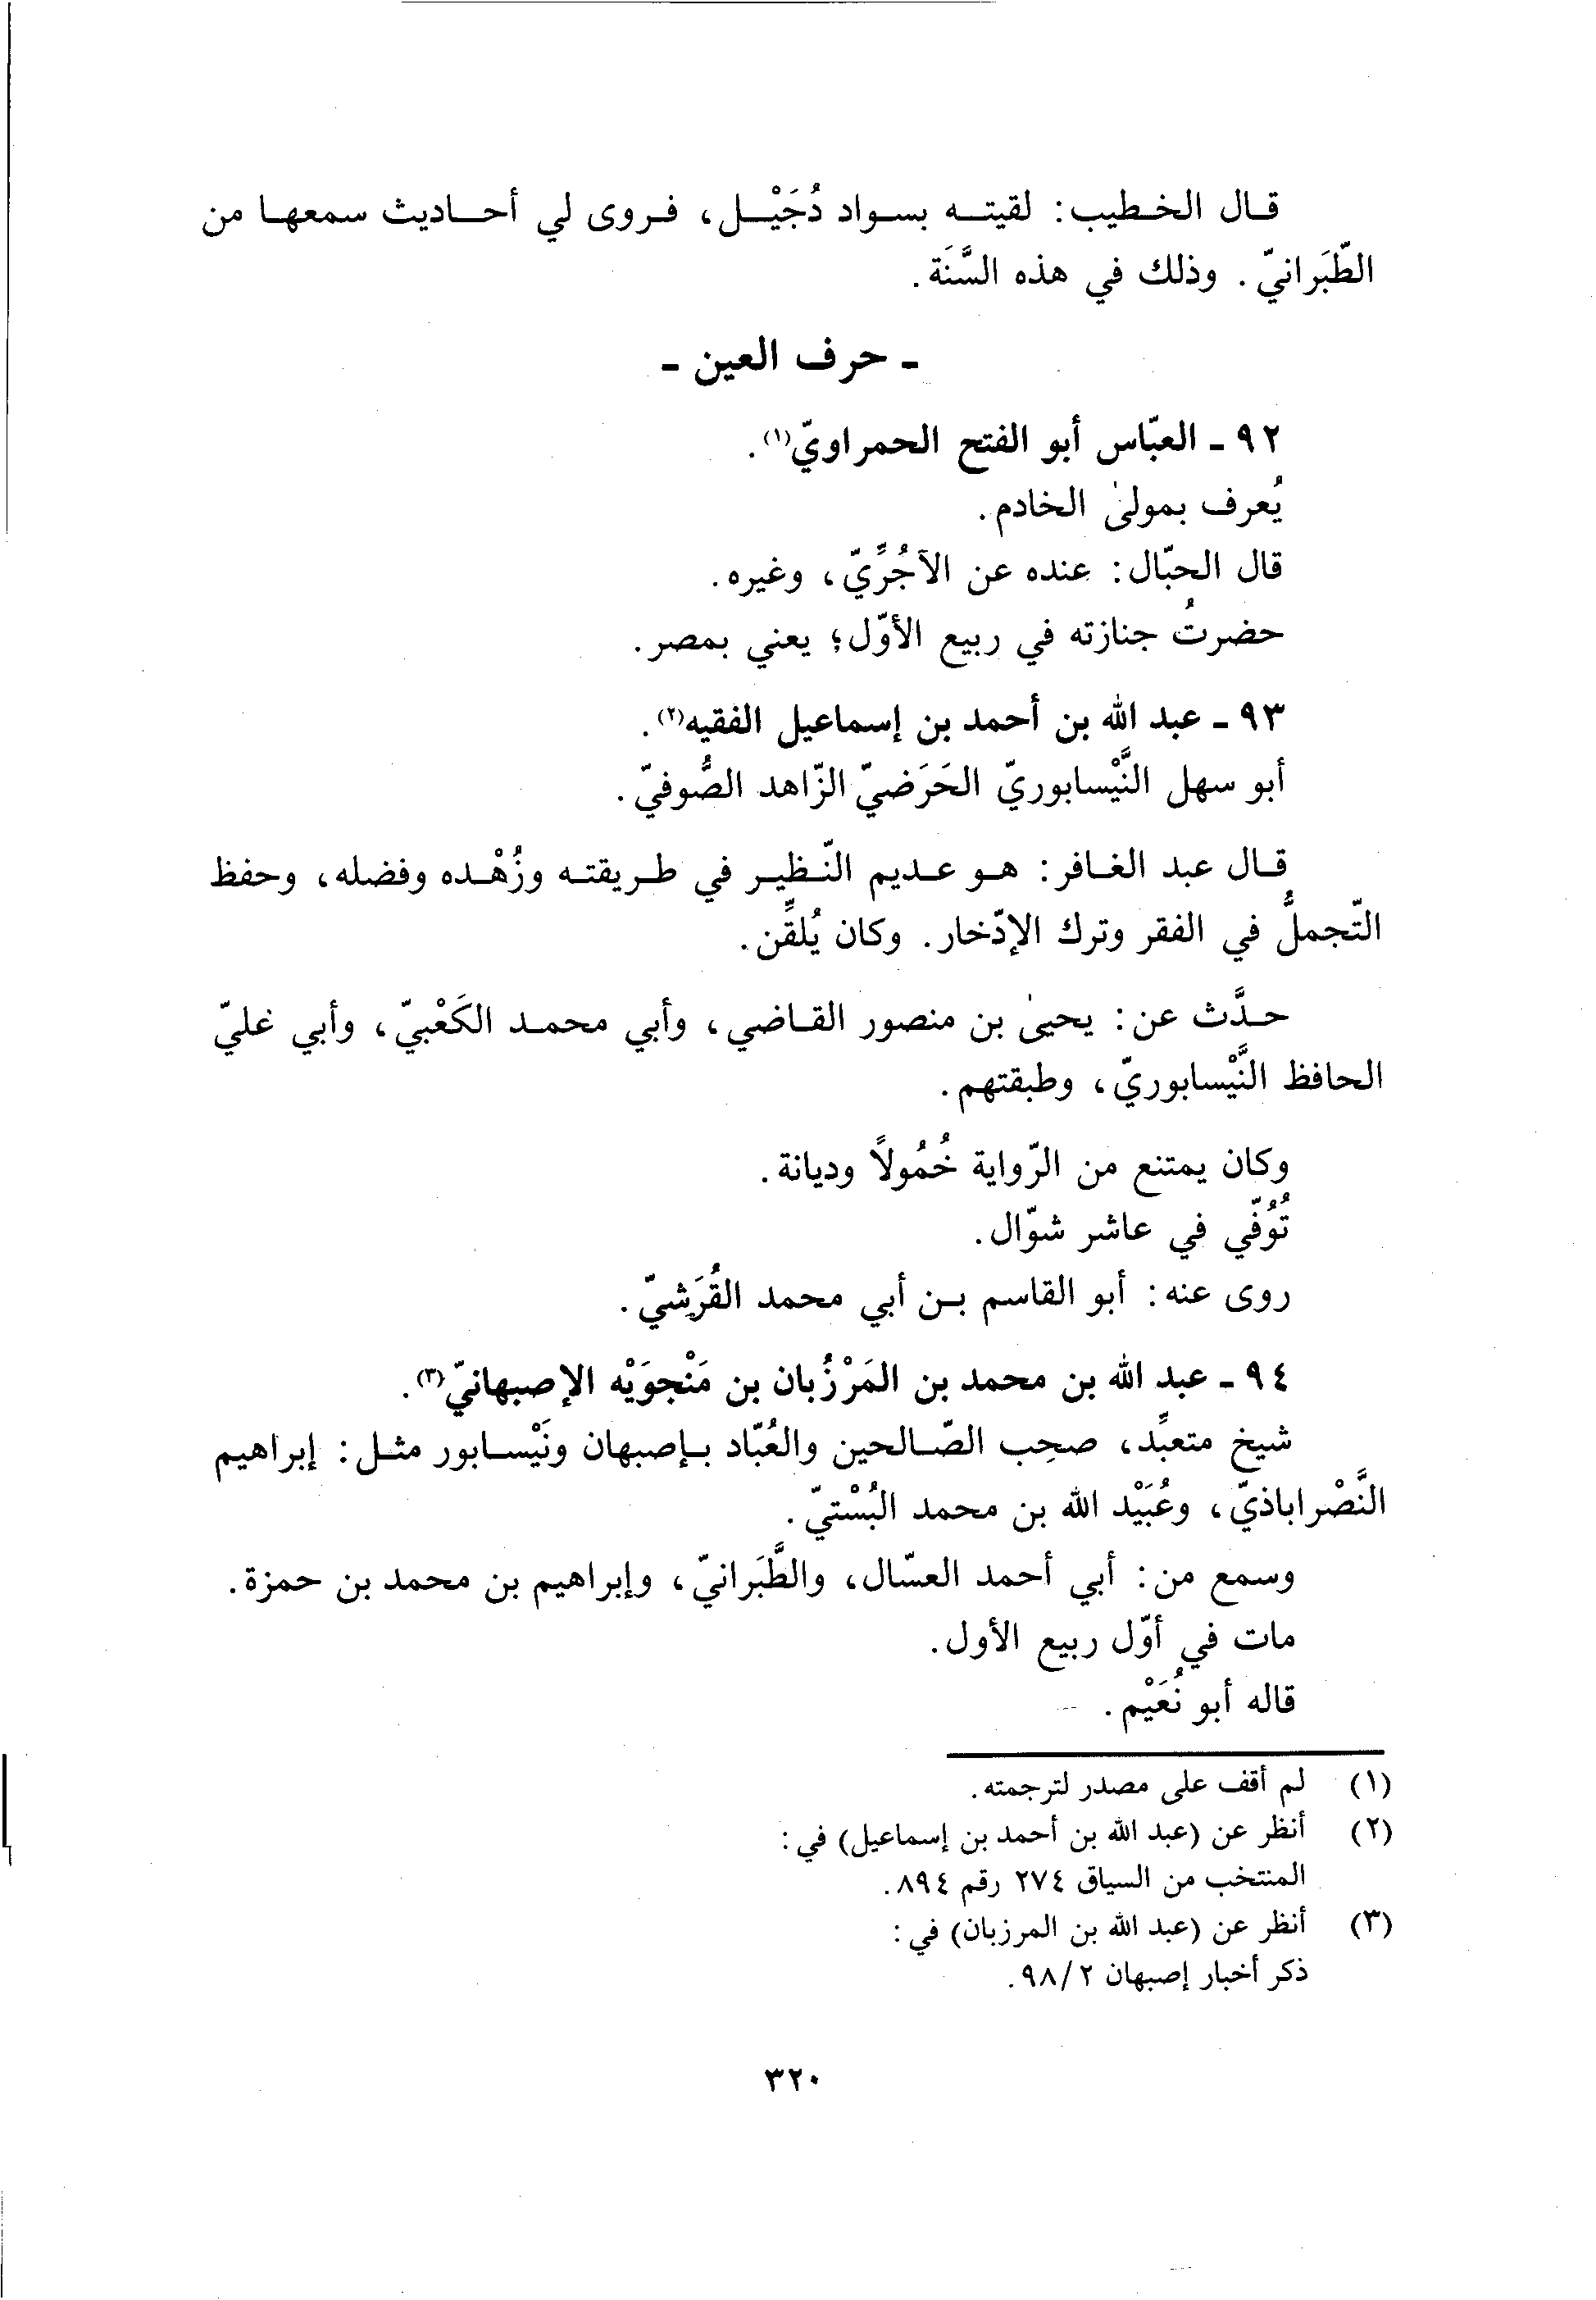 قال الخطيب: لقيته بسواد دُجَيْل، فروى لي أحاديث سمعها من
الطَّبَرانيّ. وذلك في هذه السَّنَة.
ـ حرف العين ـ
٩٢ ـ العبّاس أبو الفتح الحمراويّ(١).
يُعرف بمولىٰ الخادم.
قال الحبّال: عنده عن الآجُرِّيّ، وغيره.
حضرتُ جنازته في ربيع الأوّل؛ يعني بمصر.
٩٣ ـ عبد الله بن أحمد بن إسماعيل الفقيه(٢).
أبو سهل النَّيْسابوريّ الحَرَضيّ الزّاهد الصُّوفيّ.
قال عبد الغافر: هو عديم النّظير في طريقته وزُهْده وفضله، وحفظ
التّجملُّ في الفقر وترك الإدّخار. وكان يُلقِّن.
حدَّث عن: يحيىٰ بن منصور القاضي، وأبي محمد الكَعْبيّ، وأبي عليّ
الحافظ النَّيْسابوريّ، وطبقتهم.
وكان يمتنع من الرّواية خُمُولاً وديانة.
تُوُفّي في عاشر شوّال.
روى عنه: أبو القاسم بن أبي محمد القُرَشيّ.
٩٤ ـ عبد الله بن محمد بن المَرْزُبان بن مَنْجوَيْه الإصبهانيّ(٣).
شيخ متعبِّد، صحِب الصّالحين والعُبّاد بإصبهان ونَيْسابور مثل: إبراهيم
النَّصْراباذيّ، وعُبَيْد الله بن محمد البُسْتيّ.
وسمع من: أبي أحمد العسّال، والطَّبَرانيّ، وإبراهيم بن محمد بن حمزة.
مات في أوّل ربيع الأول.
قاله أبو نُعَيْم.
(١) لم أقف على مصدر لترجمته.
(٢) أنظر عن (عبد الله بن أحمد بن إسماعيل) في:
المنتخب من السياق ٢٧٤ رقم ٨٩٤.
(٣) أنظر عن (عبد الله بن المرزبان) في:
ذكر أخبار إصبهان ٢/٩٨.
٣٢٠